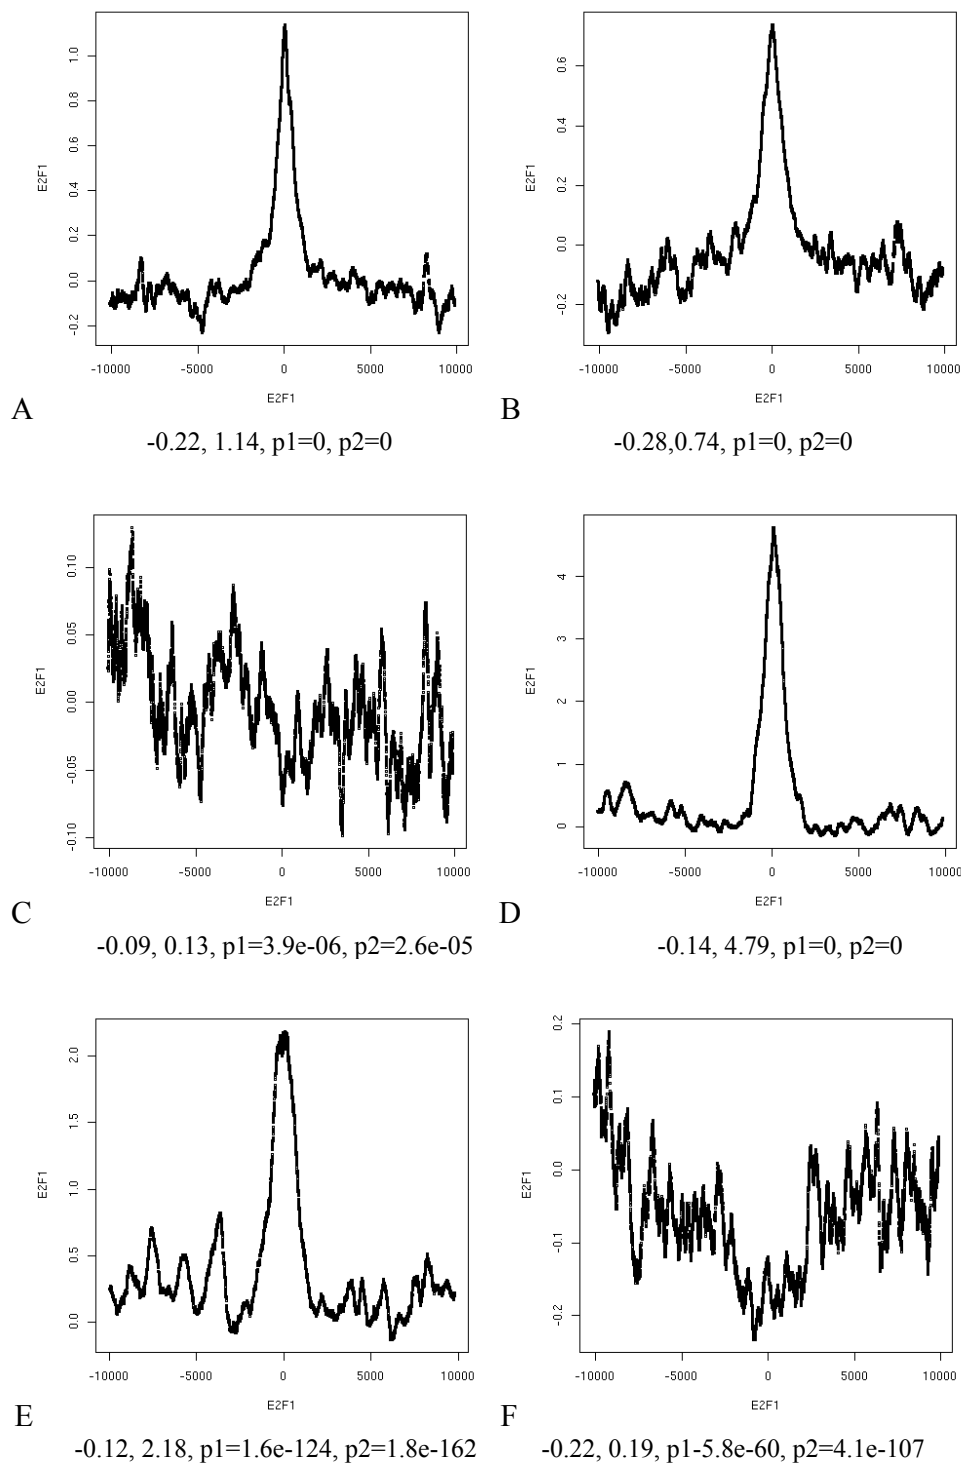 1.0
0.8
0.6
0.4
0.2
0.0
-0.2
E2F1
-10000 -5000 0 5000 10000
E2F1
A
-0.22, 1.14, p1=0, p2=0
0.6
0.4
0.2
0.0
-0.2
E2F1
-10000 -5000 0 5000 10000
E2F1
B
-0.28,0.74, p1=0, p2=0
0.10
0.05
0.00
-0.05
-0.10
E2F1
-10000 -5000 0 5000 10000
E2F1
C
-0.09, 0.13, p1=3.9e-06, p2=2.6e-05
4
3
2
1
0
E2F1
-10000 -5000 0 5000 10000
E2F1
D
-0.14, 4.79, p1=0, p2=0
2.0
1.5
1.0
0.5
0.0
E2F1
-10000 -5000 0 5000 10000
E2F1
E
-0.12, 2.18, p1=1.6e-124, p2=1.8e-162
0.2
0.1
0.0
-0.1
-0.2
E2F1
-10000 -5000 0 5000 10000
E2F1
F
-0.22, 0.19, p1-5.8e-60, p2=4.1e-107